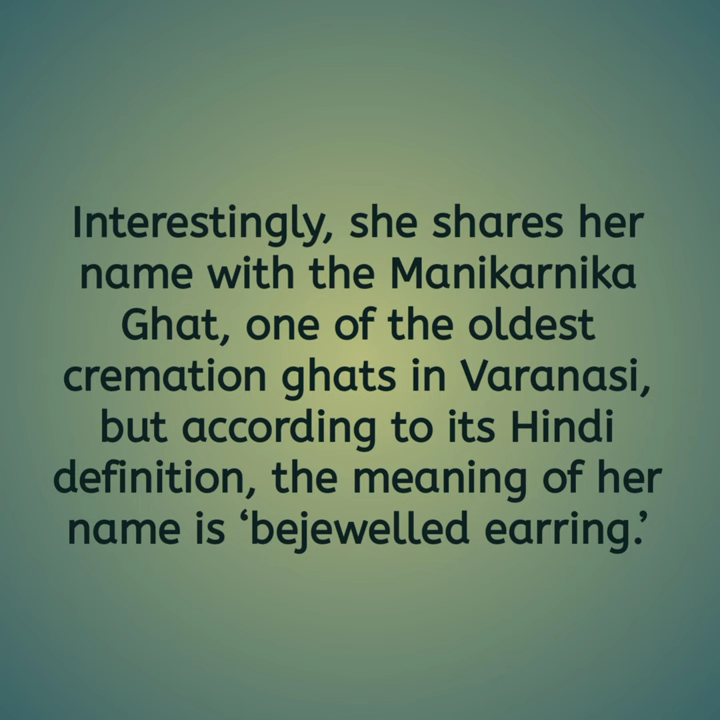 Interestingly, she shares her
name with the Manikarnika
Ghat, one of the oldest
cremation ghats in Varanasi,
but according to its Hindi
definition, the meaning of her
name is ‘bejewelled earring.’